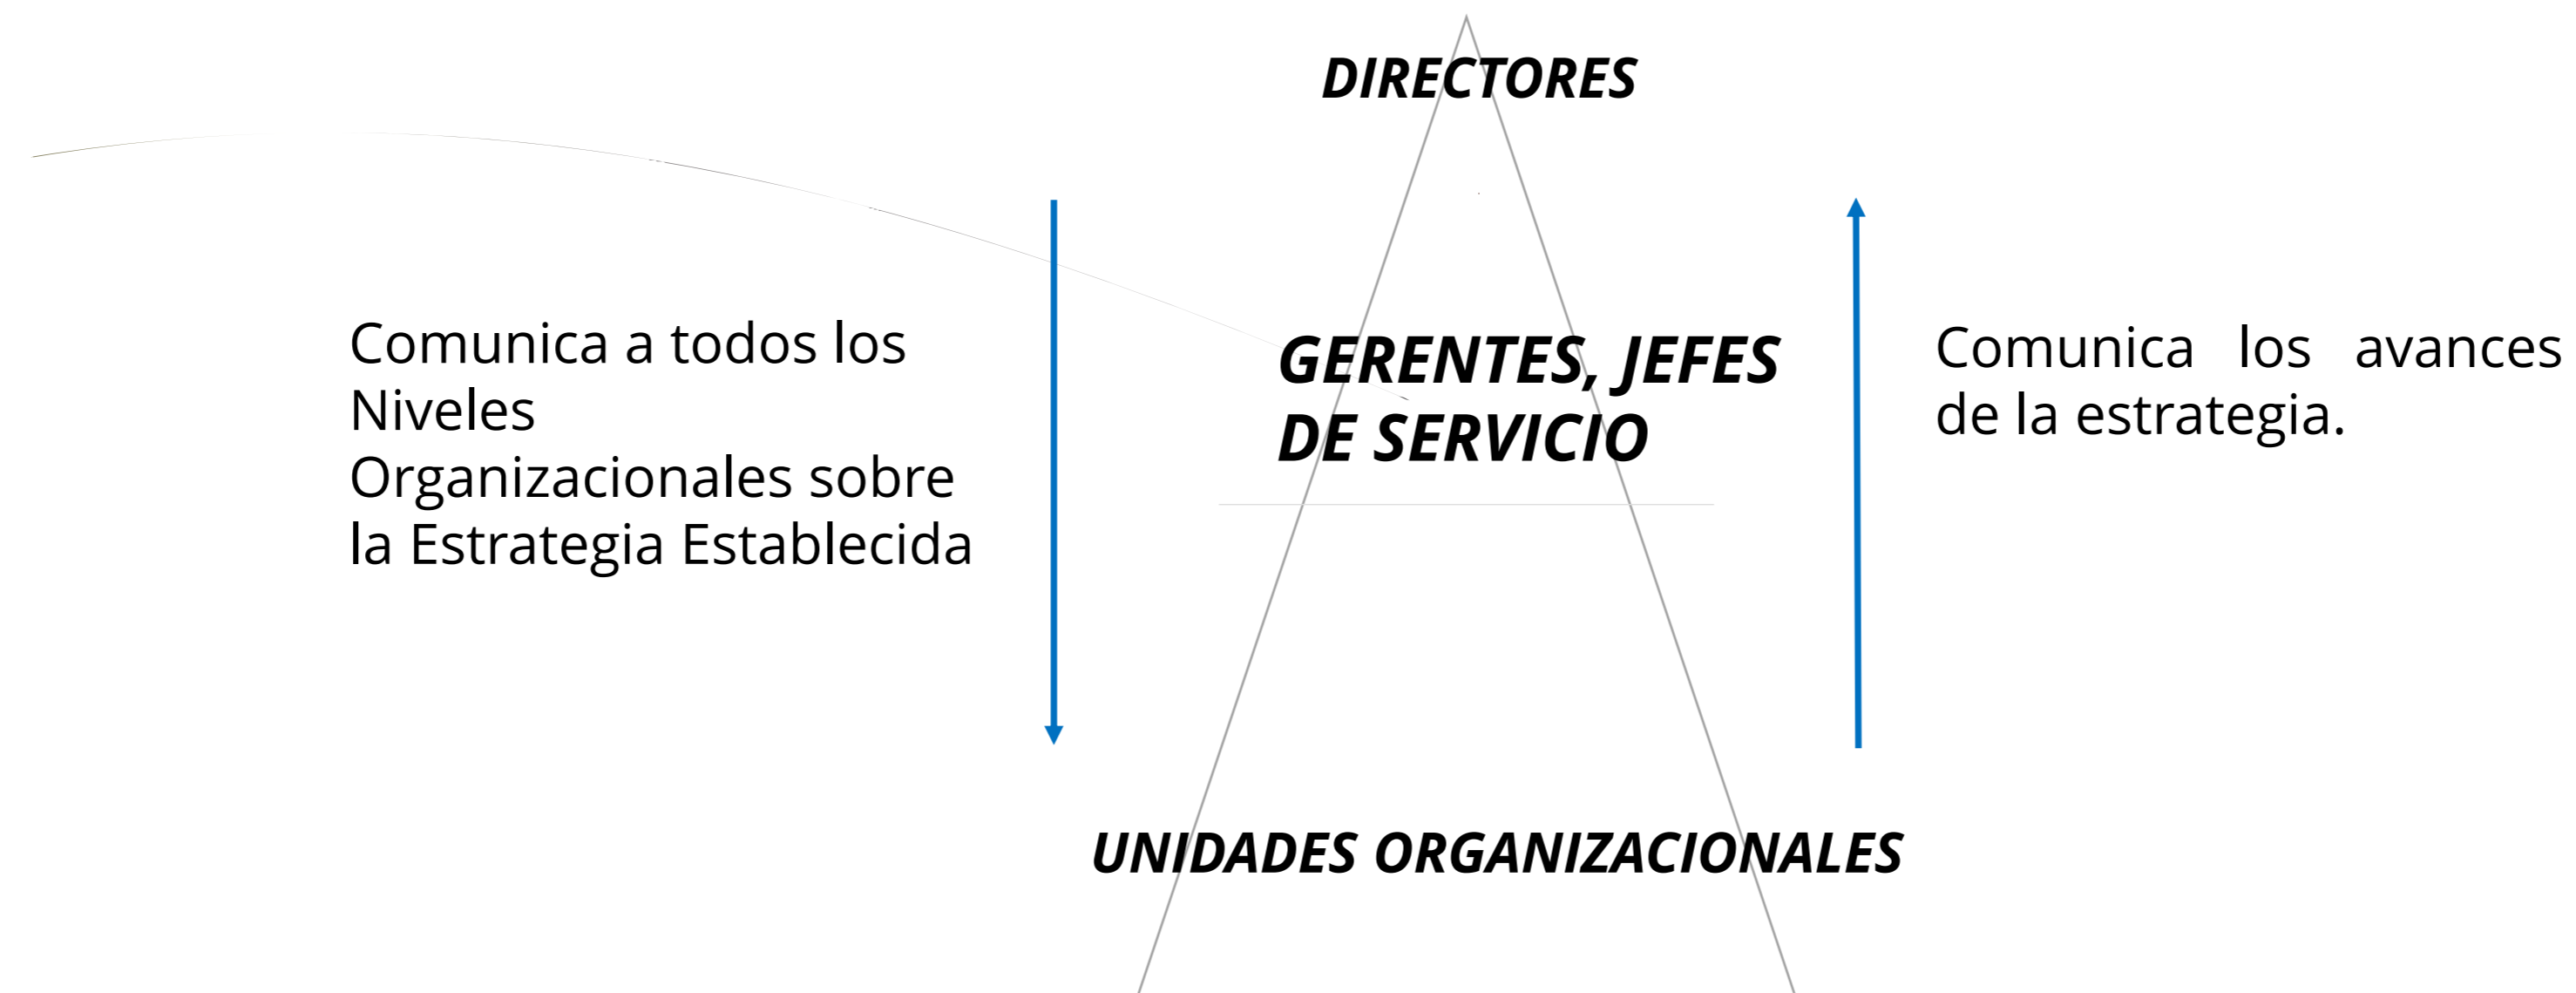 DIRECTORES
Comunica a todos los
Niveles
Organizacionales sobre
la Estrategia Establecida
GERENTES, JEFES
DE SERVICIO
Comunica los avances
de la estrategia.
UNIDADES ORGANIZACIONALES